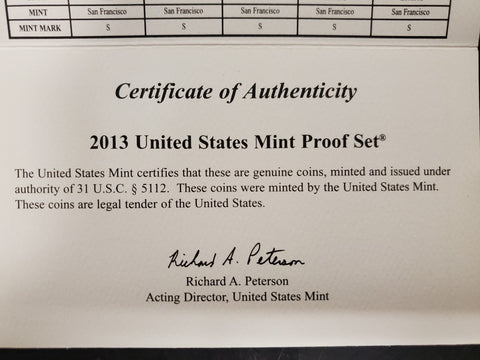 MINT San Francisco San Francisco San Francisco San Francisco San Francisco
MINT MARK S S S S S
Certificate of Authenticity
2013 United States Mint Proof Set®
The United States Mint certifies that these are genuine coins, minted and issued under
authority of 31 U.S.C. § 5112. These coins were minted by the United States Mint.
These coins are legal tender of the United States.
Richard A. Peterson
Richard A. Peterson
Acting Director, United States Mint